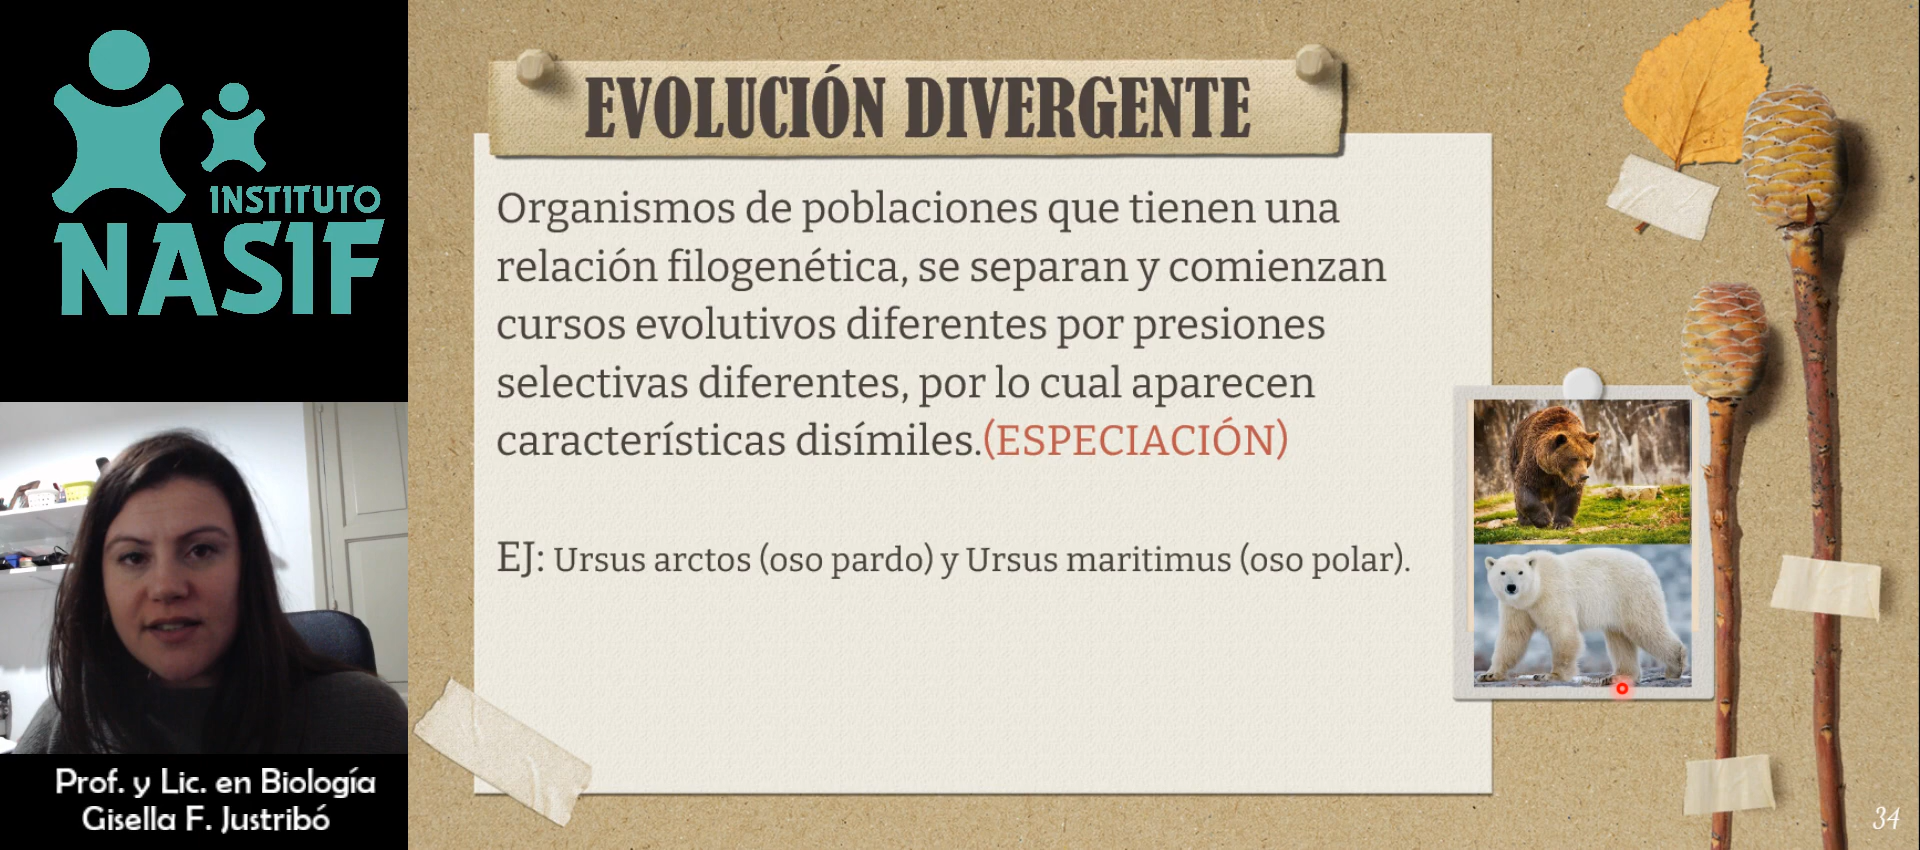 INSTITUTO
NASIF
Prof. y Lic. en Biología
Gisella F. Justribó
EVOLUCIÓN DIVERGENTE
Organismos de poblaciones que tienen una
relación filogenética, se separan y comienzan
cursos evolutivos diferentes por presiones
selectivas diferentes, por lo cual aparecen
características disímiles.(ESPECIACIÓN)
EJ: Ursus arctos (oso pardo) y Ursus maritimus (oso polar).
34